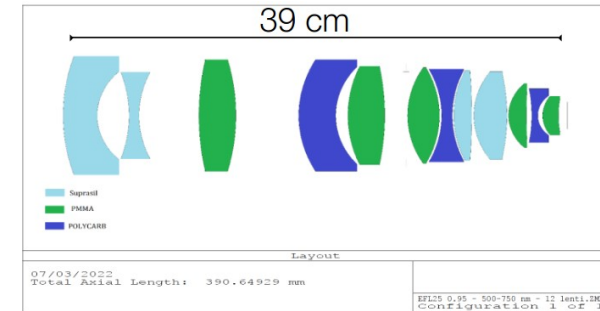 39 cm
Suprasil
PMMA
POLYCARB
Layout
07/03/2022
Total Axial Length: 390.64929 mm
EFL25 0.95 - 500-750 nm - 12 lenti.ZM
Configuration 1 of 1